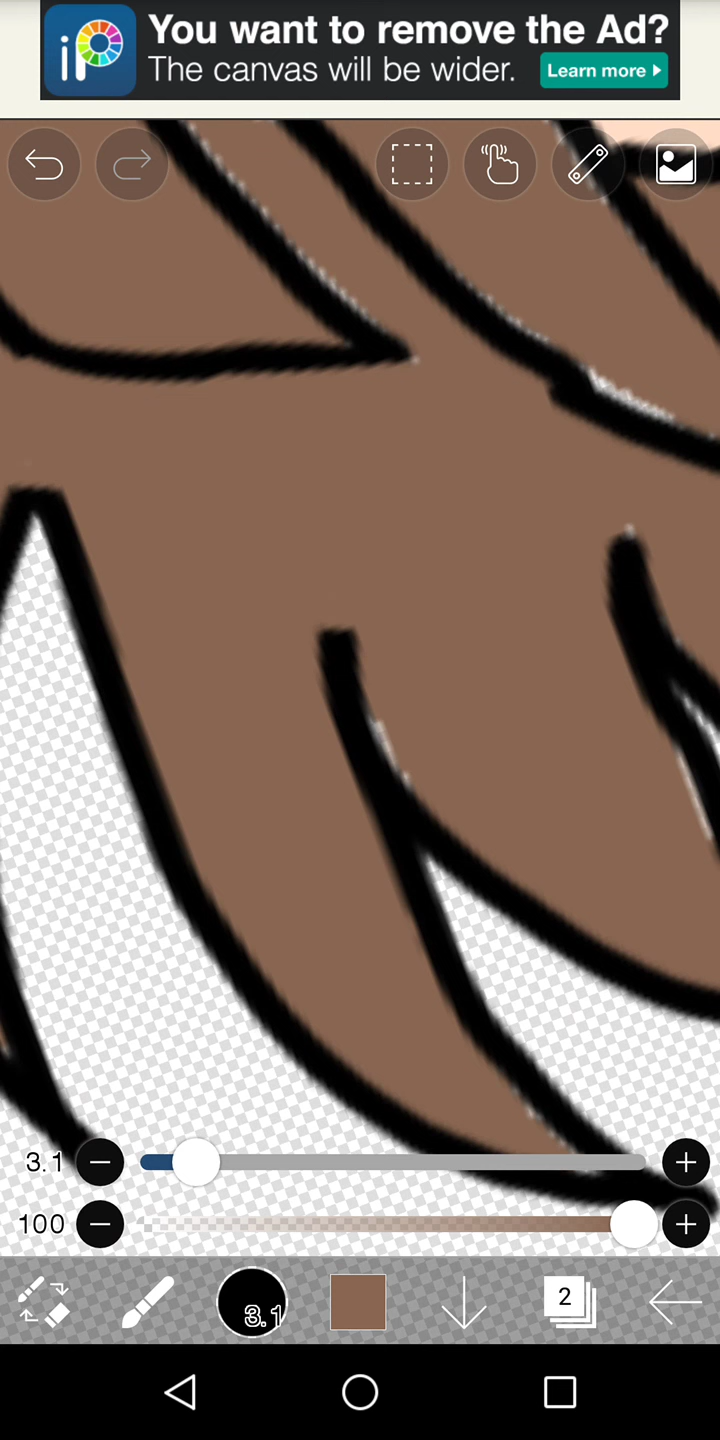 iP
You want to remove the Ad?
The canvas will be wider.
Learn more
3.1
100
3.1
2